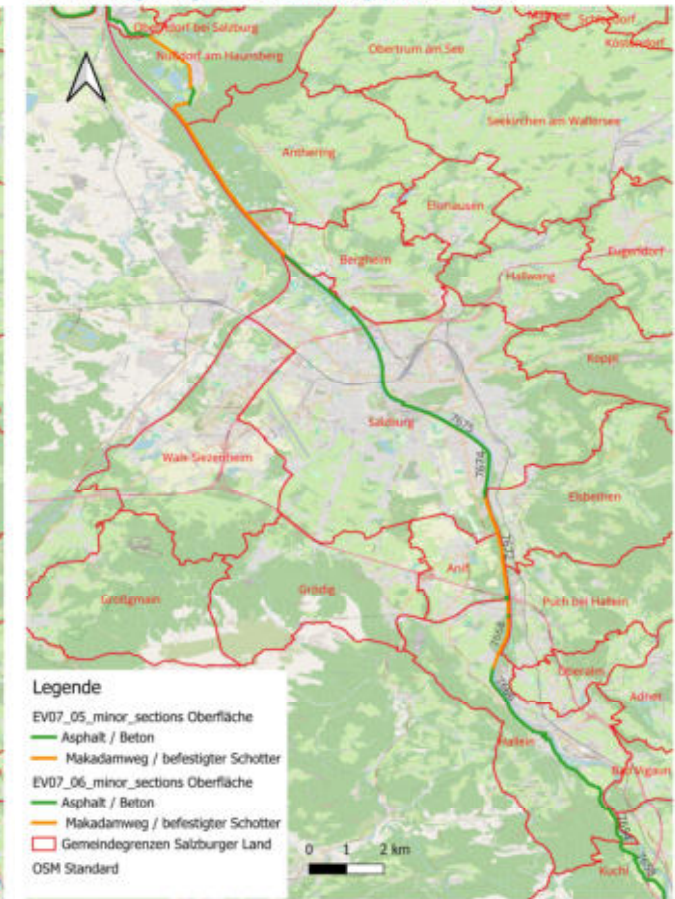 Schleedorf
Oberndorf bei Salzburg
Köstendorf
Obertrum am See
Nußdorf am Haunsberg
Seekirchen am Wallersee
Anthering
Elixhausen
Eugendorf
Bergheim
Hallwang
Koppl
Salzburg
7675
Wals-Siezenheim
7674
Elsbethen
7672
Anif
Großgmain
Grödig
Puch bei Hallein
Oberalm
Adnet
Hallein
Bad Vigaun
Kuchl
Legende
EV07_05_minor_sections Oberfläche
Asphalt / Beton
Makadamweg / befestigter Schotter
EV07_06_minor_sections Oberfläche
Asphalt / Beton
Makadamweg / befestigter Schotter
Gemeindegrenzen Salzburger Land
OSM Standard
0 1 2 km